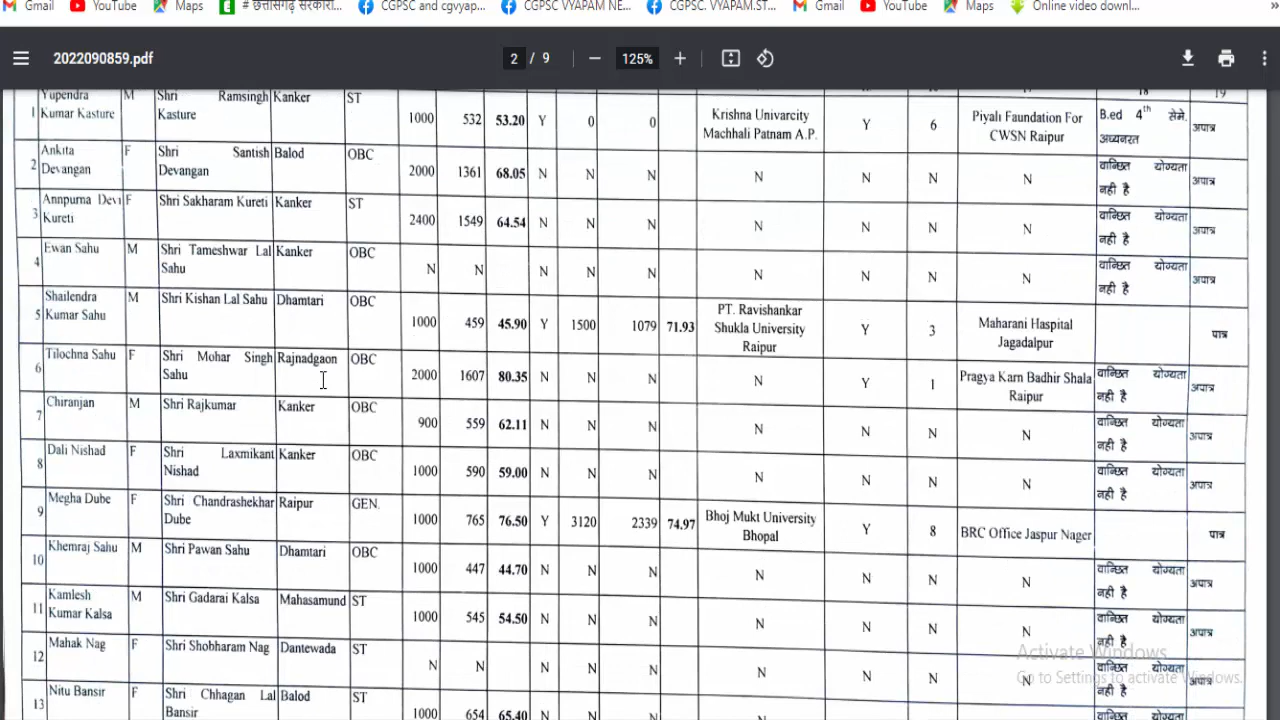 Gmail YouTube Maps # छत्तीसगढ़ सरकारी... CGPSC and cgvyap... CGPSC VYAPAM NE... CGPSC. VYAPAM.ST... Gmail YouTube Maps Online video downl... »
2022090859.pdf 2 / 9 125%
18 19
1 Yupendra Kumar Kasture M Shri Ramsingh Kasture Kanker ST 1000 532 53.20 Y 0 0 Krishna Univarcity Machhali Patnam A.P. Y 6 Piyali Foundation For CWSN Raipur B.ed 4th सेमे. अध्यनरत अपात्र
2 Ankita Devangan F Shri Santish Devangan Balod OBC 2000 1361 68.05 N N N N N N N वान्छित योग्यता नही है अपात्र
3 Annpurna Devi Kureti F Shri Sakharam Kureti Kanker ST 2400 1549 64.54 N N N N N N N वान्छित योग्यता नही है अपात्र
4 Ewan Sahu M Shri Tameshwar Lal Sahu Kanker OBC N N N N N N N N N वान्छित योग्यता नही है अपात्र
5 Shailendra Kumar Sahu M Shri Kishan Lal Sahu Dhamtari OBC 1000 459 45.90 Y 1500 1079 71.93 PT. Ravishankar Shukla University Raipur Y 3 Maharani Haspital Jagadalpur पात्र
6 Tilochna Sahu F Shri Mohar Singh Sahu Rajnadgaon OBC 2000 1607 80.35 N N N N Y 1 Pragya Karn Badhir Shala Raipur वान्छित योग्यता नही है अपात्र
7 Chiranjan M Shri Rajkumar Kanker OBC 900 559 62.11 N N N N N N N वान्छित योग्यता नही है अपात्र
8 Dali Nishad F Shri Laxmikant Nishad Kanker OBC 1000 590 59.00 N N N N N N N वान्छित योग्यता नही है अपात्र
9 Megha Dube F Shri Chandrashekhar Dube Raipur GEN. 1000 765 76.50 Y 3120 2339 74.97 Bhoj Mukt University Bhopal Y 8 BRC Office Jaspur Nager पात्र
10 Khemraj Sahu M Shri Pawan Sahu Dhamtari OBC 1000 447 44.70 N N N N N N N वान्छित योग्यता नही है अपात्र
11 Kamlesh Kumar Kalsa M Shri Gadarai Kalsa Mahasamund ST 1000 545 54.50 N N N N N N N वान्छित योग्यता नही है अपात्र
12 Mahak Nag F Shri Shobharam Nag Dantewada ST N N N N N N N N N वान्छित योग्यता नही है अपात्र
13 Nitu Bansir F Shri Chhagan Lal Bansir Balod ST 1000 654 65.40 N N N N N N वान्छित योग्यता
Activate Windows
Go to Settings to activate Windows.